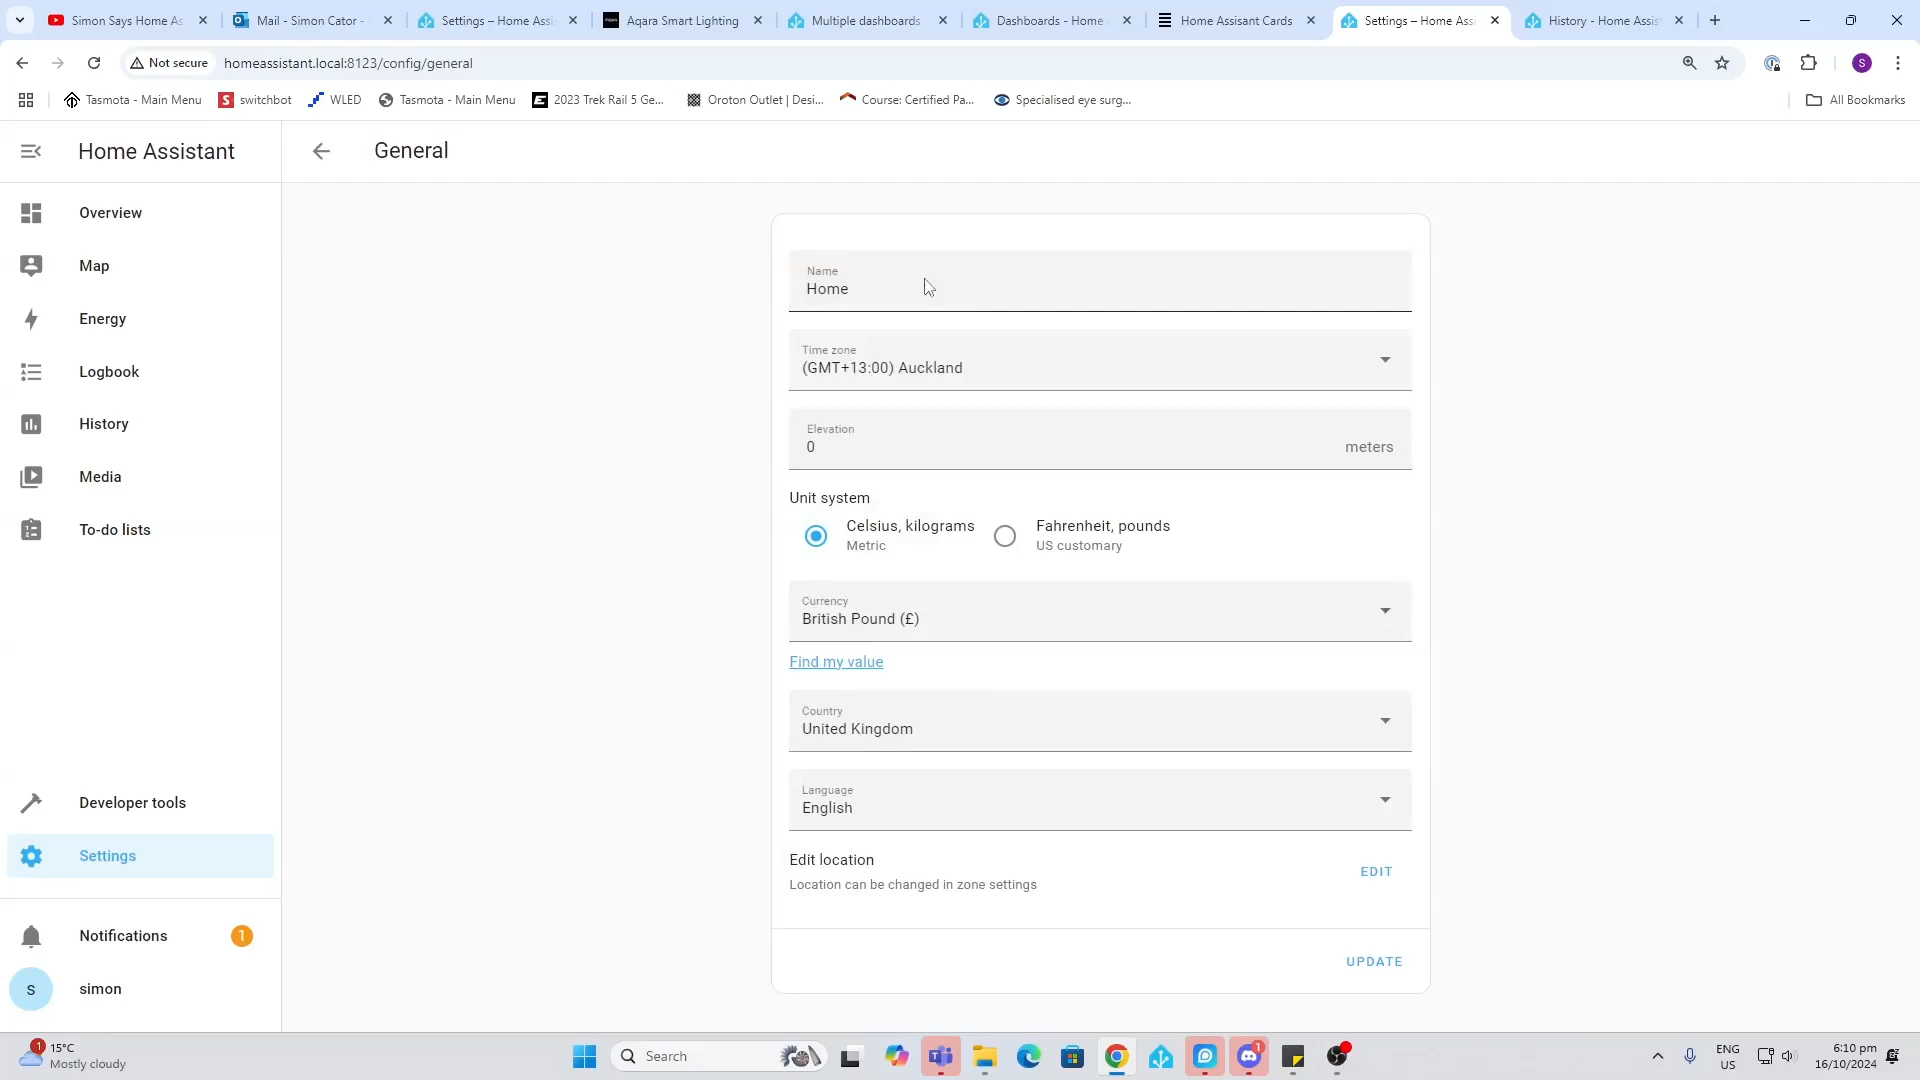 Simon Says Home As
Mail - Simon Cator -
Settings – Home Assi
Aqara Smart Lighting
Multiple dashboards
Dashboards - Home
Home Assisant Cards
Settings – Home Assi
History - Home Assis
Not secure
homeassistant.local:8123/config/general
S
Tasmota - Main Menu
switchbot
WLED
Tasmota - Main Menu
2023 Trek Rail 5 Ge...
Oroton Outlet | Desi...
Course: Certified Pa...
Specialised eye surg...
All Bookmarks
Home Assistant
General
Overview
Map
Energy
Logbook
History
Media
To-do lists
Developer tools
Settings
Notifications
1
s
simon
Name
Home
Time zone
(GMT+13:00) Auckland
Elevation
0
meters
Unit system
Celsius, kilograms
Metric
Fahrenheit, pounds
US customary
Currency
British Pound (£)
Find my value
Country
United Kingdom
Language
English
Edit location
Location can be changed in zone settings
EDIT
UPDATE
1
15°C
Mostly cloudy
Search
1
ENG
US
6:10 pm
16/10/2024